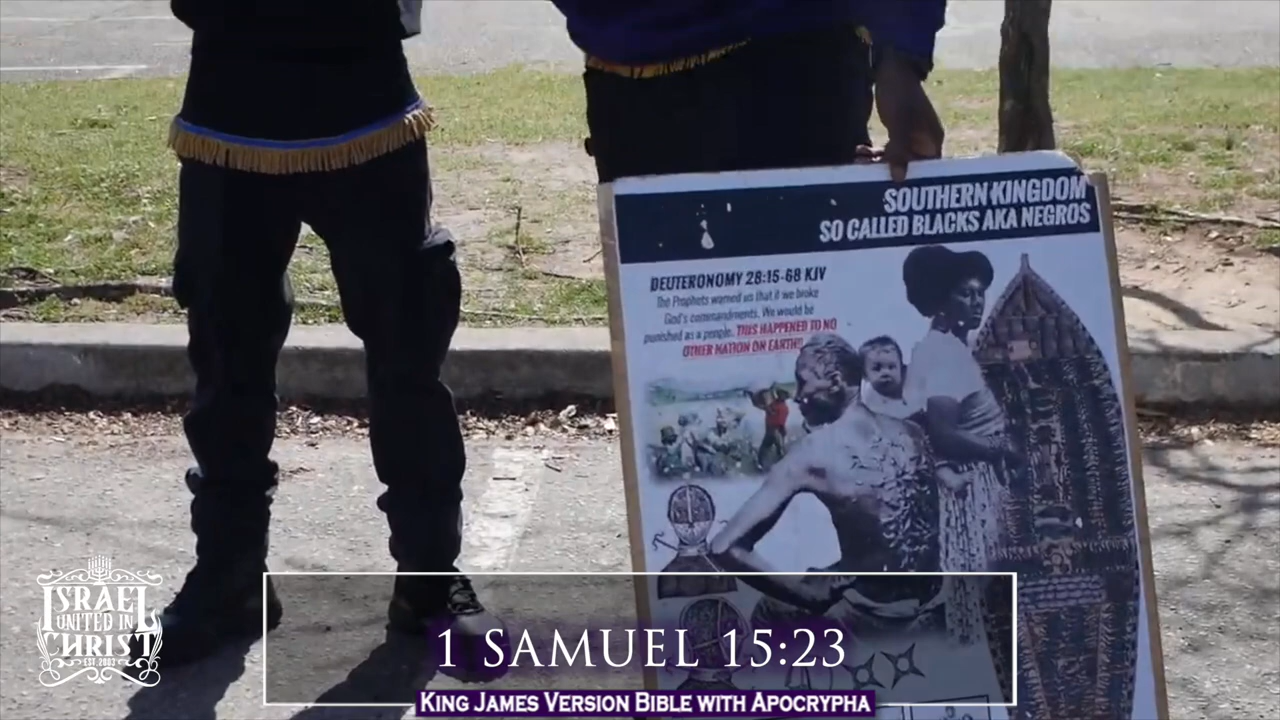 SOUTHERN KINGDOM
SO CALLED BLACKS AKA NEGROS
DEUTERONOMY 28:15-68 KJV
The Prophets warned us that if we broke
God's commandments. We would be
punished as a people. THIS HAPPENED TO NO
OTHER NATION ON EARTH!!
ISRAEL
UNITED IN
CHRIST
EST. 2003
1 SAMUEL 15:23
KING JAMES VERSION BIBLE WITH APOCRYPHA